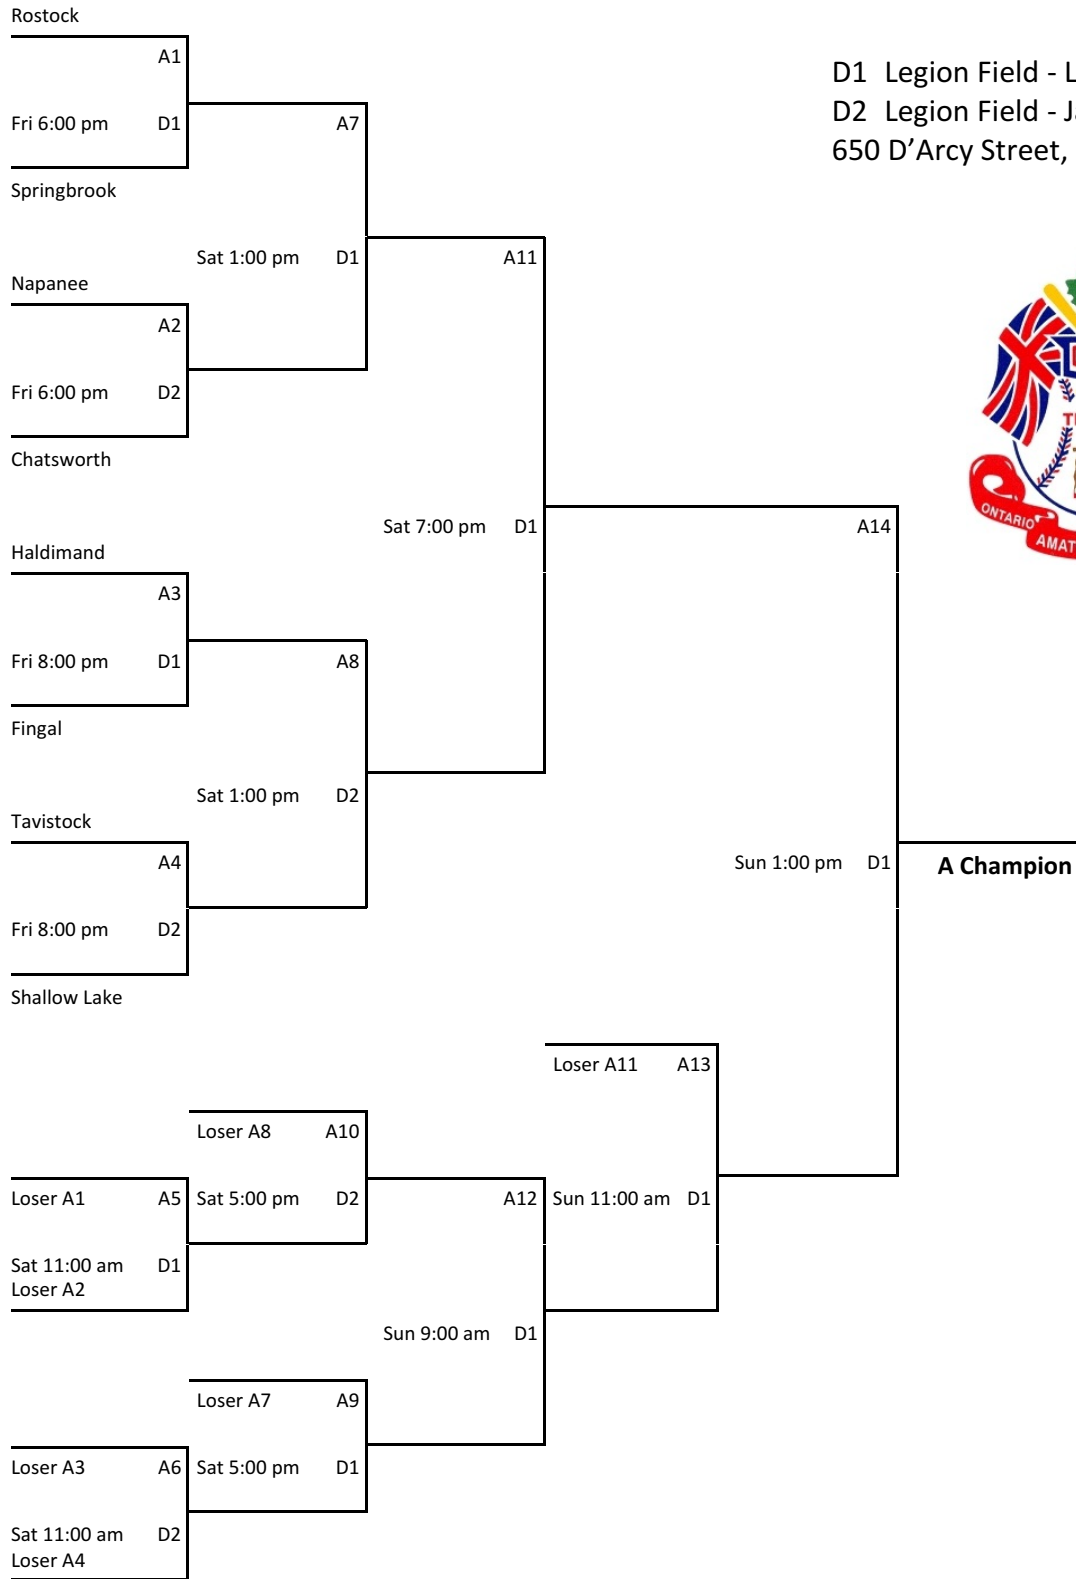 Rostock
A1
D1 Legion Field -
Fri 6:00 pm D1 A7
D2 Legion Field -
650 D’Arcy Street,
Springbrook
Sat 1:00 pm D1 A11
Napanee
A2
Fri 6:00 pm D2
Chatsworth
ONTARIO
Sat 7:00 pm D1 A14
Haldimand
A3
Fri 8:00 pm D1 A8
Fingal
Sat 1:00 pm D2
Tavistock
A4 Sun 1:00 pm D1 A Champion
Fri 8:00 pm D2
Shallow Lake
Loser A11 A13
Loser A8 A10
Loser A1 A5 Sat 5:00 pm D2 A12 Sun 11:00 am D1
Sat 11:00 am D1
Loser A2
Sun 9:00 am D1
Loser A7 A9
Loser A3 A6 Sat 5:00 pm D1
Sat 11:00 am D2
Loser A4